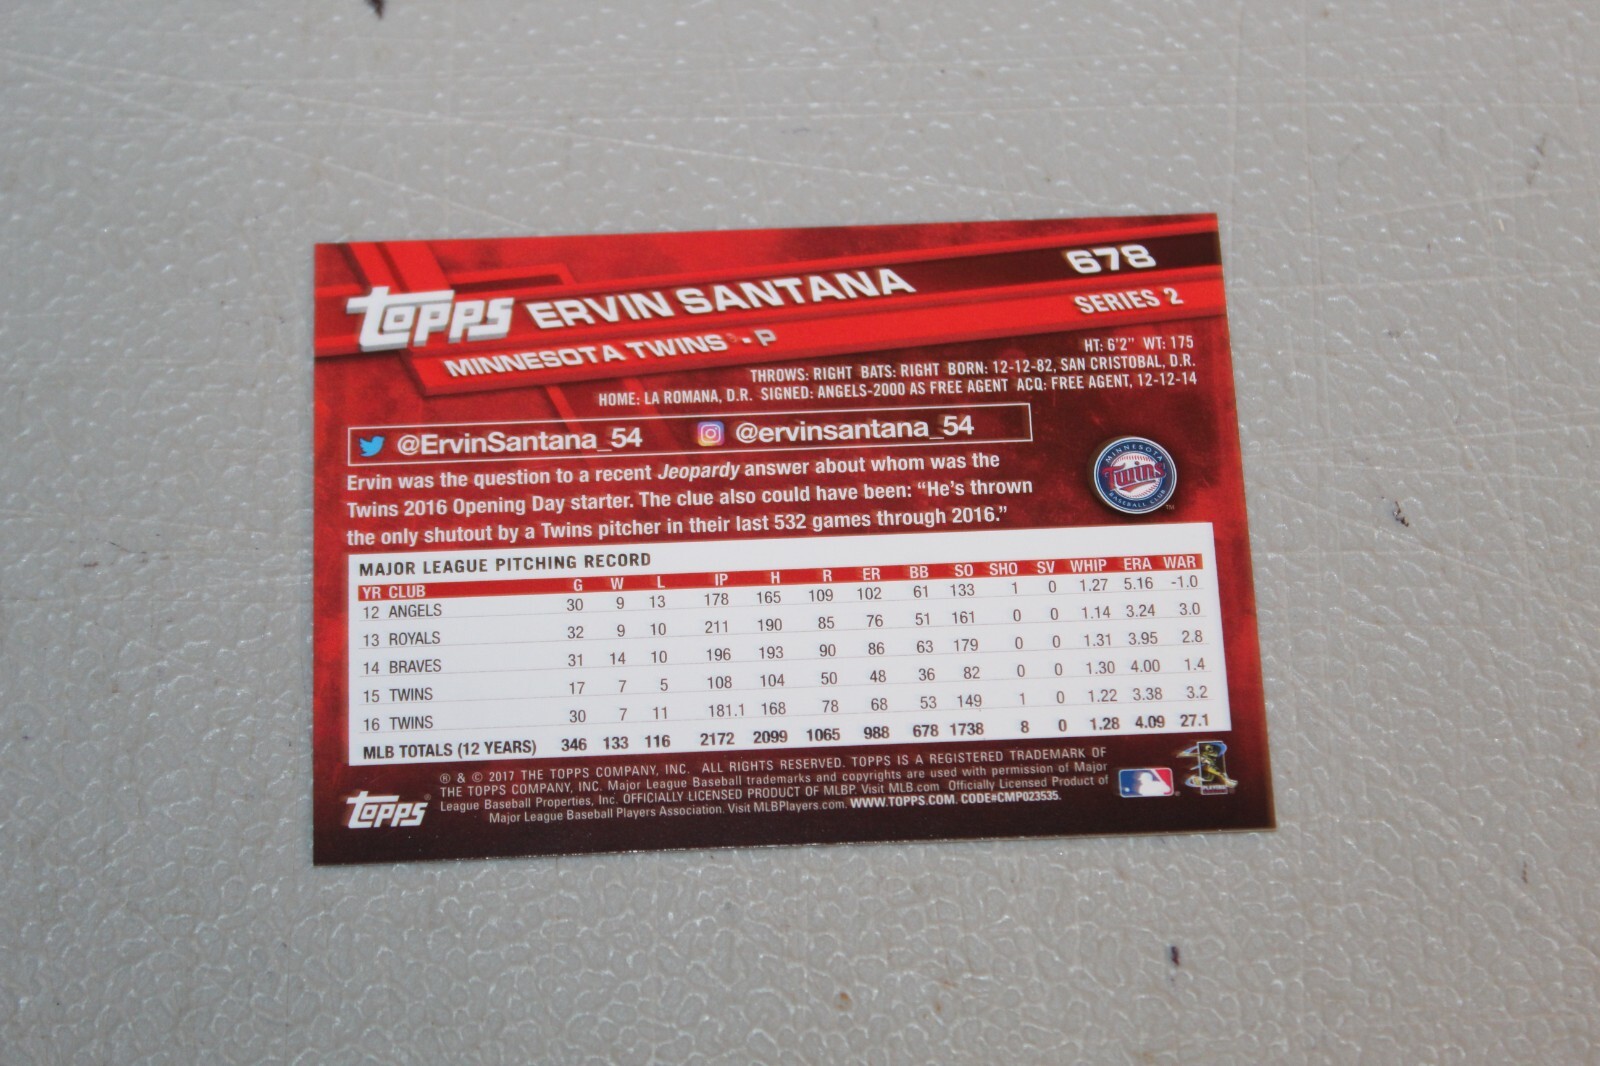 Topps ERVIN SANTANA 678
MINNESOTA TWINS® - P SERIES 2
HT: 6'2" WT: 175
THROWS: RIGHT BATS: RIGHT BORN: 12-12-82, SAN CRISTOBAL, D.R.
HOME: LA ROMANA, D.R. SIGNED: ANGELS-2000 AS FREE AGENT ACQ: FREE AGENT, 12-12-14
@ErvinSantana_54 @ervinsantana_54
Ervin was the question to a recent Jeopardy answer about whom was the
Twins 2016 Opening Day starter. The clue also could have been: “He's thrown
the only shutout by a Twins pitcher in their last 532 games through 2016.”
MINNESOTA
Twins
BASEBALL CLUB
TM
MAJOR LEAGUE PITCHING RECORD
YR CLUB G W L IP H R ER BB SO SHO SV WHIP ERA WAR
12 ANGELS 30 9 13 178 165 109 102 61 133 1 0 1.27 5.16 -1.0
13 ROYALS 32 9 10 211 190 85 76 51 161 0 0 1.14 3.24 3.0
14 BRAVES 31 14 10 196 193 90 86 63 179 0 0 1.31 3.95 2.8
15 TWINS 17 7 5 108 104 50 48 36 82 0 0 1.30 4.00 1.4
16 TWINS 30 7 11 181.1 168 78 68 53 149 1 0 1.22 3.38 3.2
MLB TOTALS (12 YEARS) 346 133 116 2172 2099 1065 988 678 1738 8 0 1.28 4.09 27.1
® & © 2017 THE TOPPS COMPANY, INC. ALL RIGHTS RESERVED. TOPPS IS A REGISTERED TRADEMARK OF
THE TOPPS COMPANY, INC. Major League Baseball trademarks and copyrights are used with permission of Major
League Baseball Properties, Inc. OFFICIALLY LICENSED PRODUCT OF MLBP. Visit MLB.com Officially Licensed Product of
Major League Baseball Players Association. Visit MLBPlayers.com. WWW.TOPPS.COM. CODE#CMP023535.
Topps®